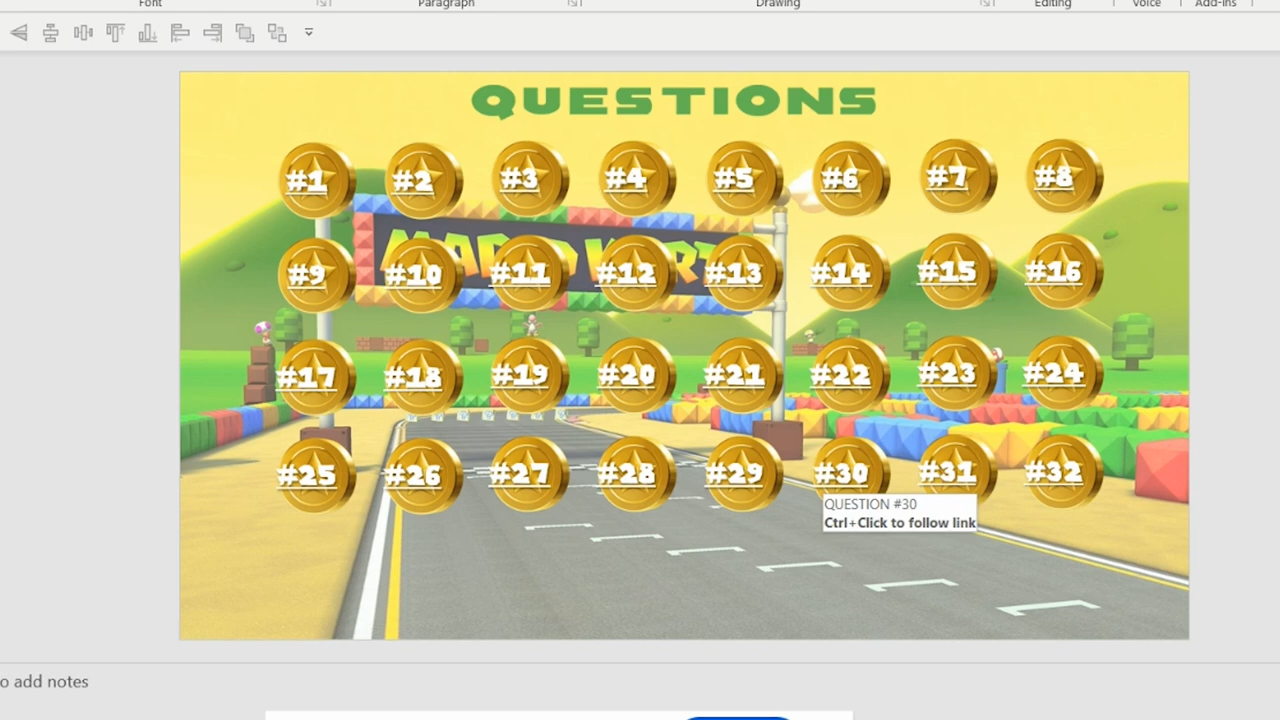 Font Paragraph Drawing Editing Voice Add-ins
QUESTIONS
#1 #2 #3 #4 #5 #6 #7 #8
MARIO KART
#9 #10 #11 #12 #13 #14 #15 #16
#17 #18 #19 #20 #21 #22 #23 #24
#25 #26 #27 #28 #29 #30 #31 #32
QUESTION #30
Ctrl+Click to follow link
o add notes